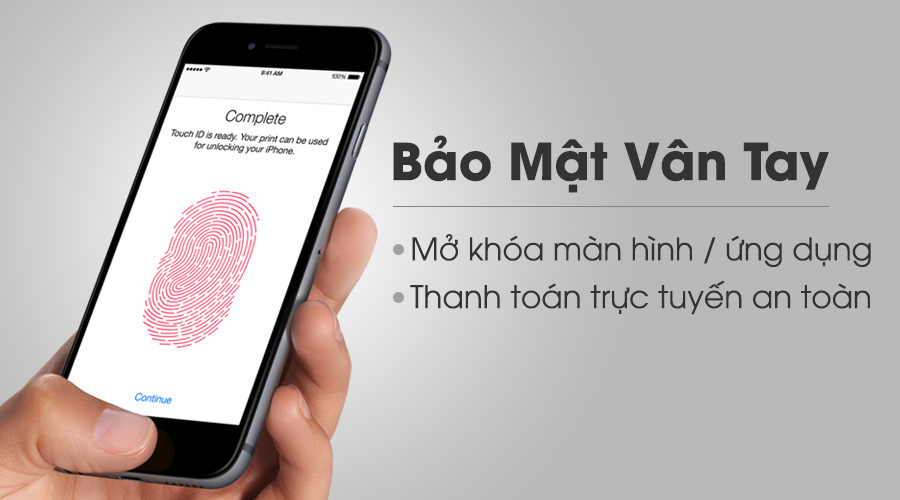 9:41 AM
100%
Complete
Touch ID is ready. Your print can be used
for unlocking your iPhone.
Continue
Bảo Mật Vân Tay
Mở khóa màn hình / ứng dụng
Thanh toán trực tuyến an toàn